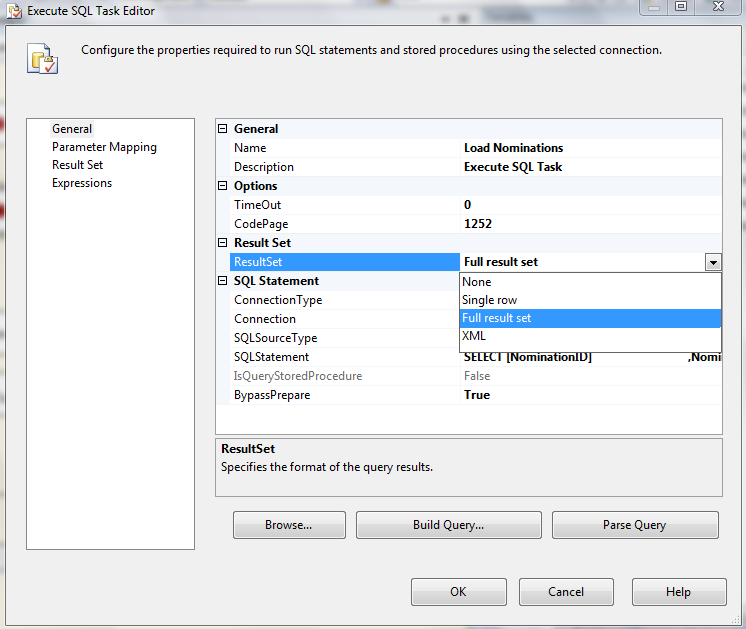 Execute SQL Task Editor
Configure the properties required to run SQL statements and stored procedures using the selected connection.
General
Parameter Mapping
Result Set
Expressions
General
Name Load Nominations
Description Execute SQL Task
Options
TimeOut 0
CodePage 1252
Result Set
ResultSet Full result set
None
Single row
Full result set
XML
SQL Statement
ConnectionType
Connection
SQLSourceType
SQLStatement SELECT [NominationID] ,Nomi
IsQueryStoredProcedure False
BypassPrepare True
ResultSet
Specifies the format of the query results.
Browse... Build Query... Parse Query
OK Cancel Help